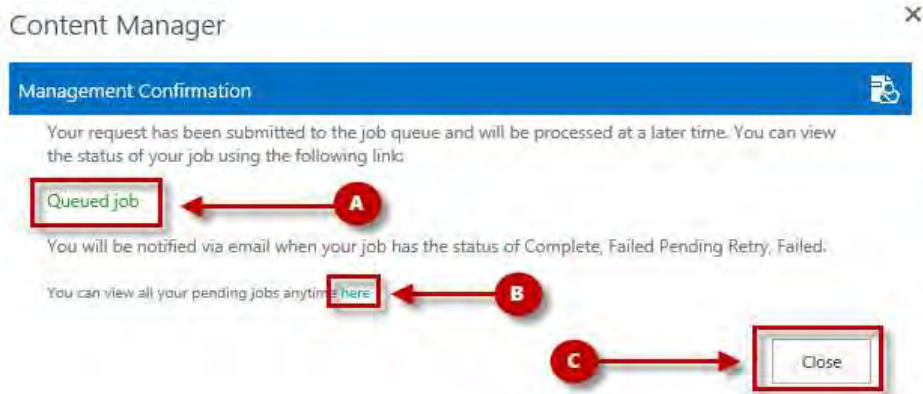 Content Manager
Management Confirmation
Your request has been submitted to the job queue and will be processed at a later time. You can view
the status of your job using the following link:
Queued job
A
You will be notified via email when your job has the status of Complete, Failed Pending Retry, Failed.
You can view all your pending jobs anytime here
B
C
Close